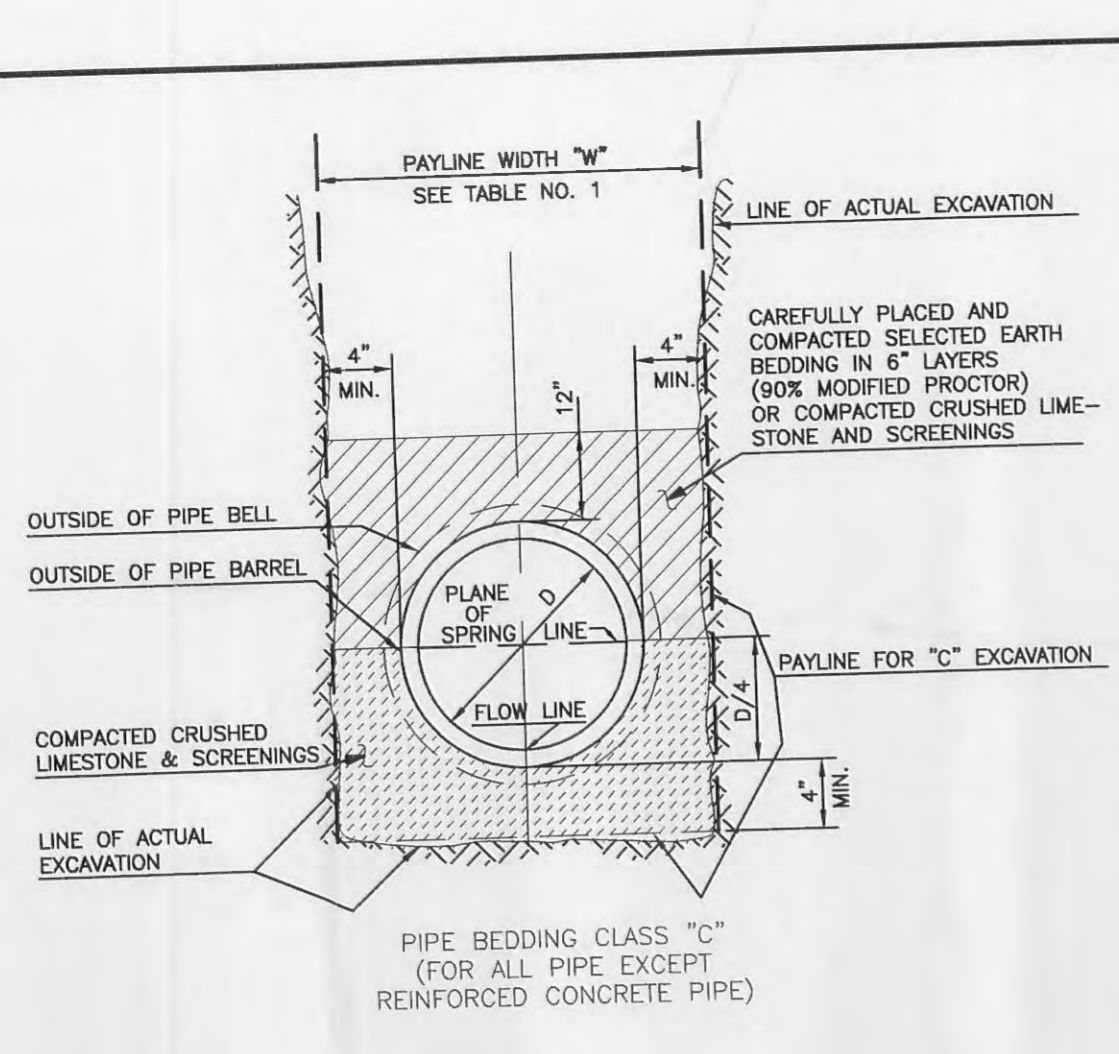 PAYLINE WIDTH "W"
SEE TABLE NO. 1
LINE OF ACTUAL EXCAVATION
CAREFULLY PLACED AND
COMPACTED SELECTED EARTH
BEDDING IN 6" LAYERS
(90% MODIFIED PROCTOR)
OR COMPACTED CRUSHED LIME-
STONE AND SCREENINGS
4"
MIN.
12"
4"
MIN.
OUTSIDE OF PIPE BELL
OUTSIDE OF PIPE BARREL
PLANE
OF
SPRING LINE
D
FLOW LINE
PAYLINE FOR "C" EXCAVATION
D/4
4"
MIN.
COMPACTED CRUSHED
LIMESTONE & SCREENINGS
LINE OF ACTUAL
EXCAVATION
PIPE BEDDING CLASS "C"
(FOR ALL PIPE EXCEPT
REINFORCED CONCRETE PIPE)